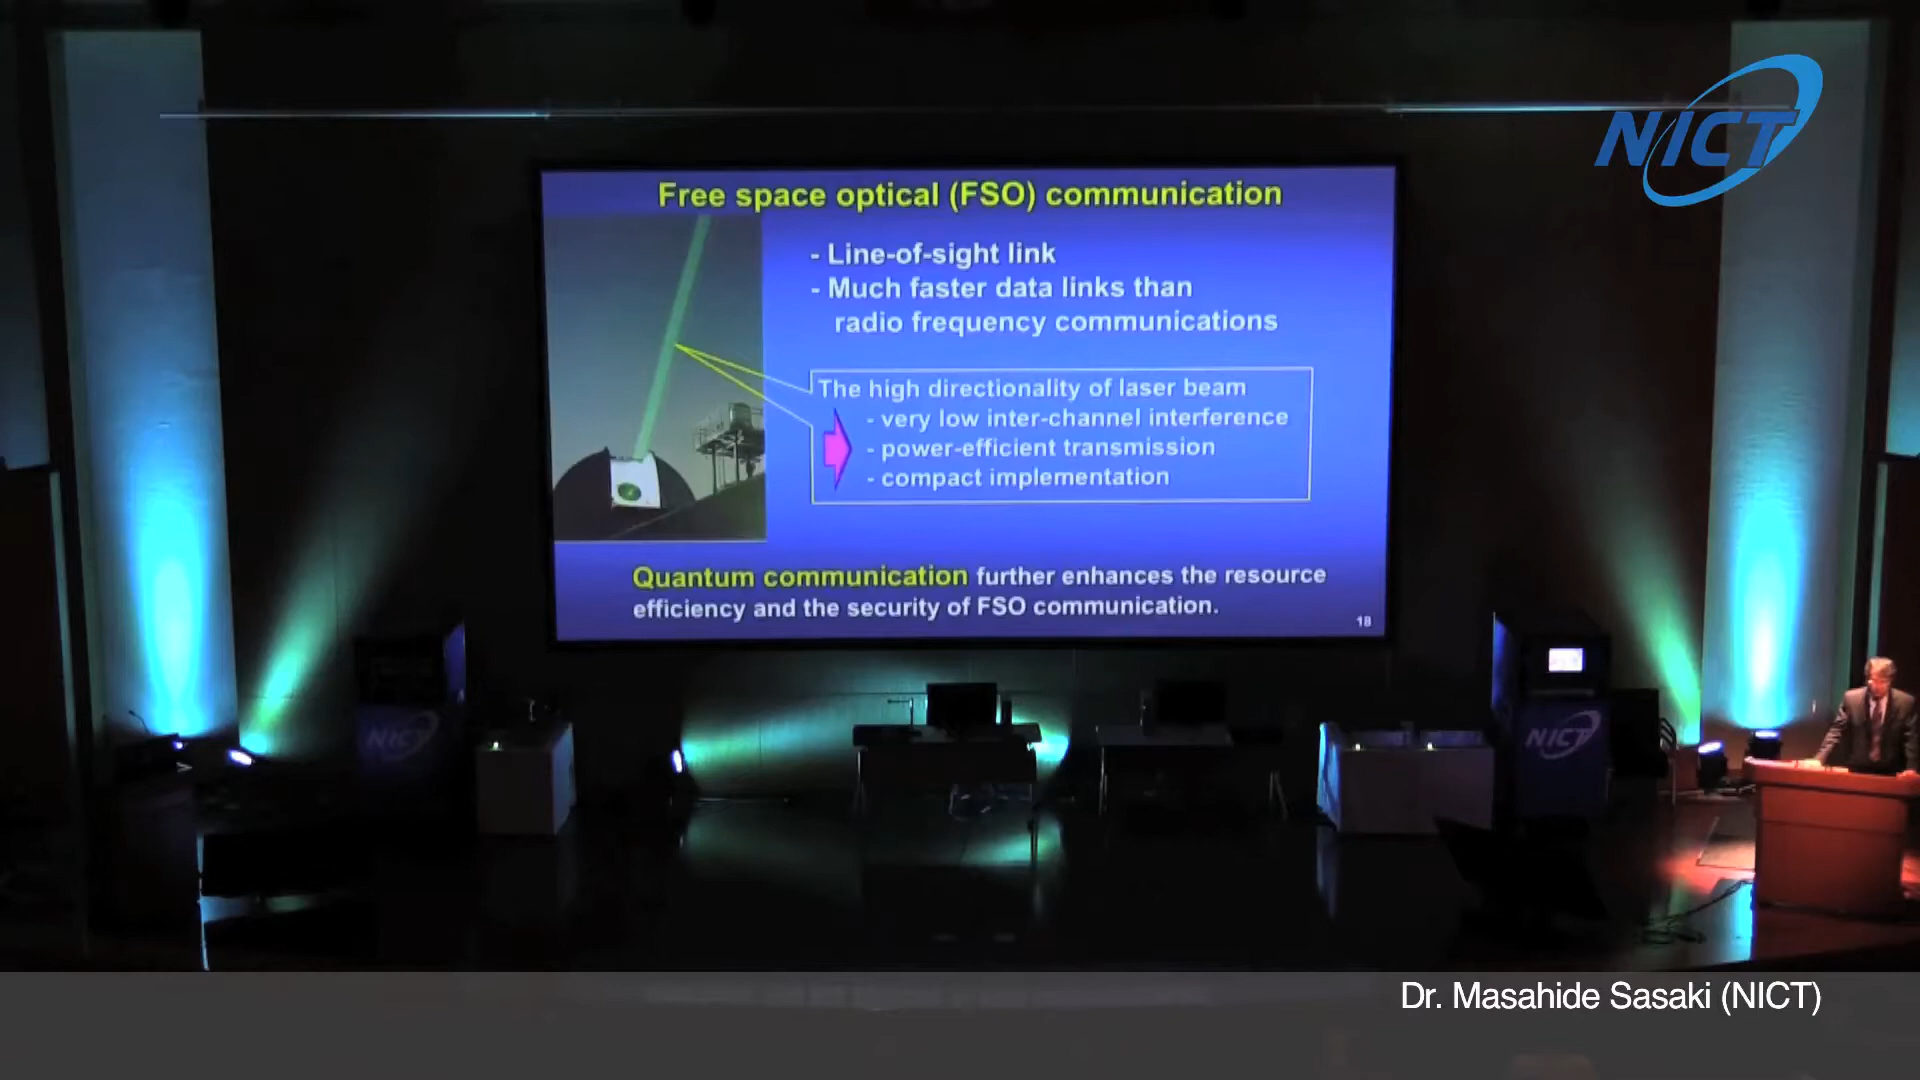 NICT
Free space optical (FSO) communication
- Line-of-sight link
- Much faster data links than
radio frequency communications
The high directionality of laser beam
- very low inter-channel interference
- power-efficient transmission
- compact implementation
Quantum communication further enhances the resource
efficiency and the security of FSO communication.
18
NICT
NICT
Dr. Masahide Sasaki (NICT)